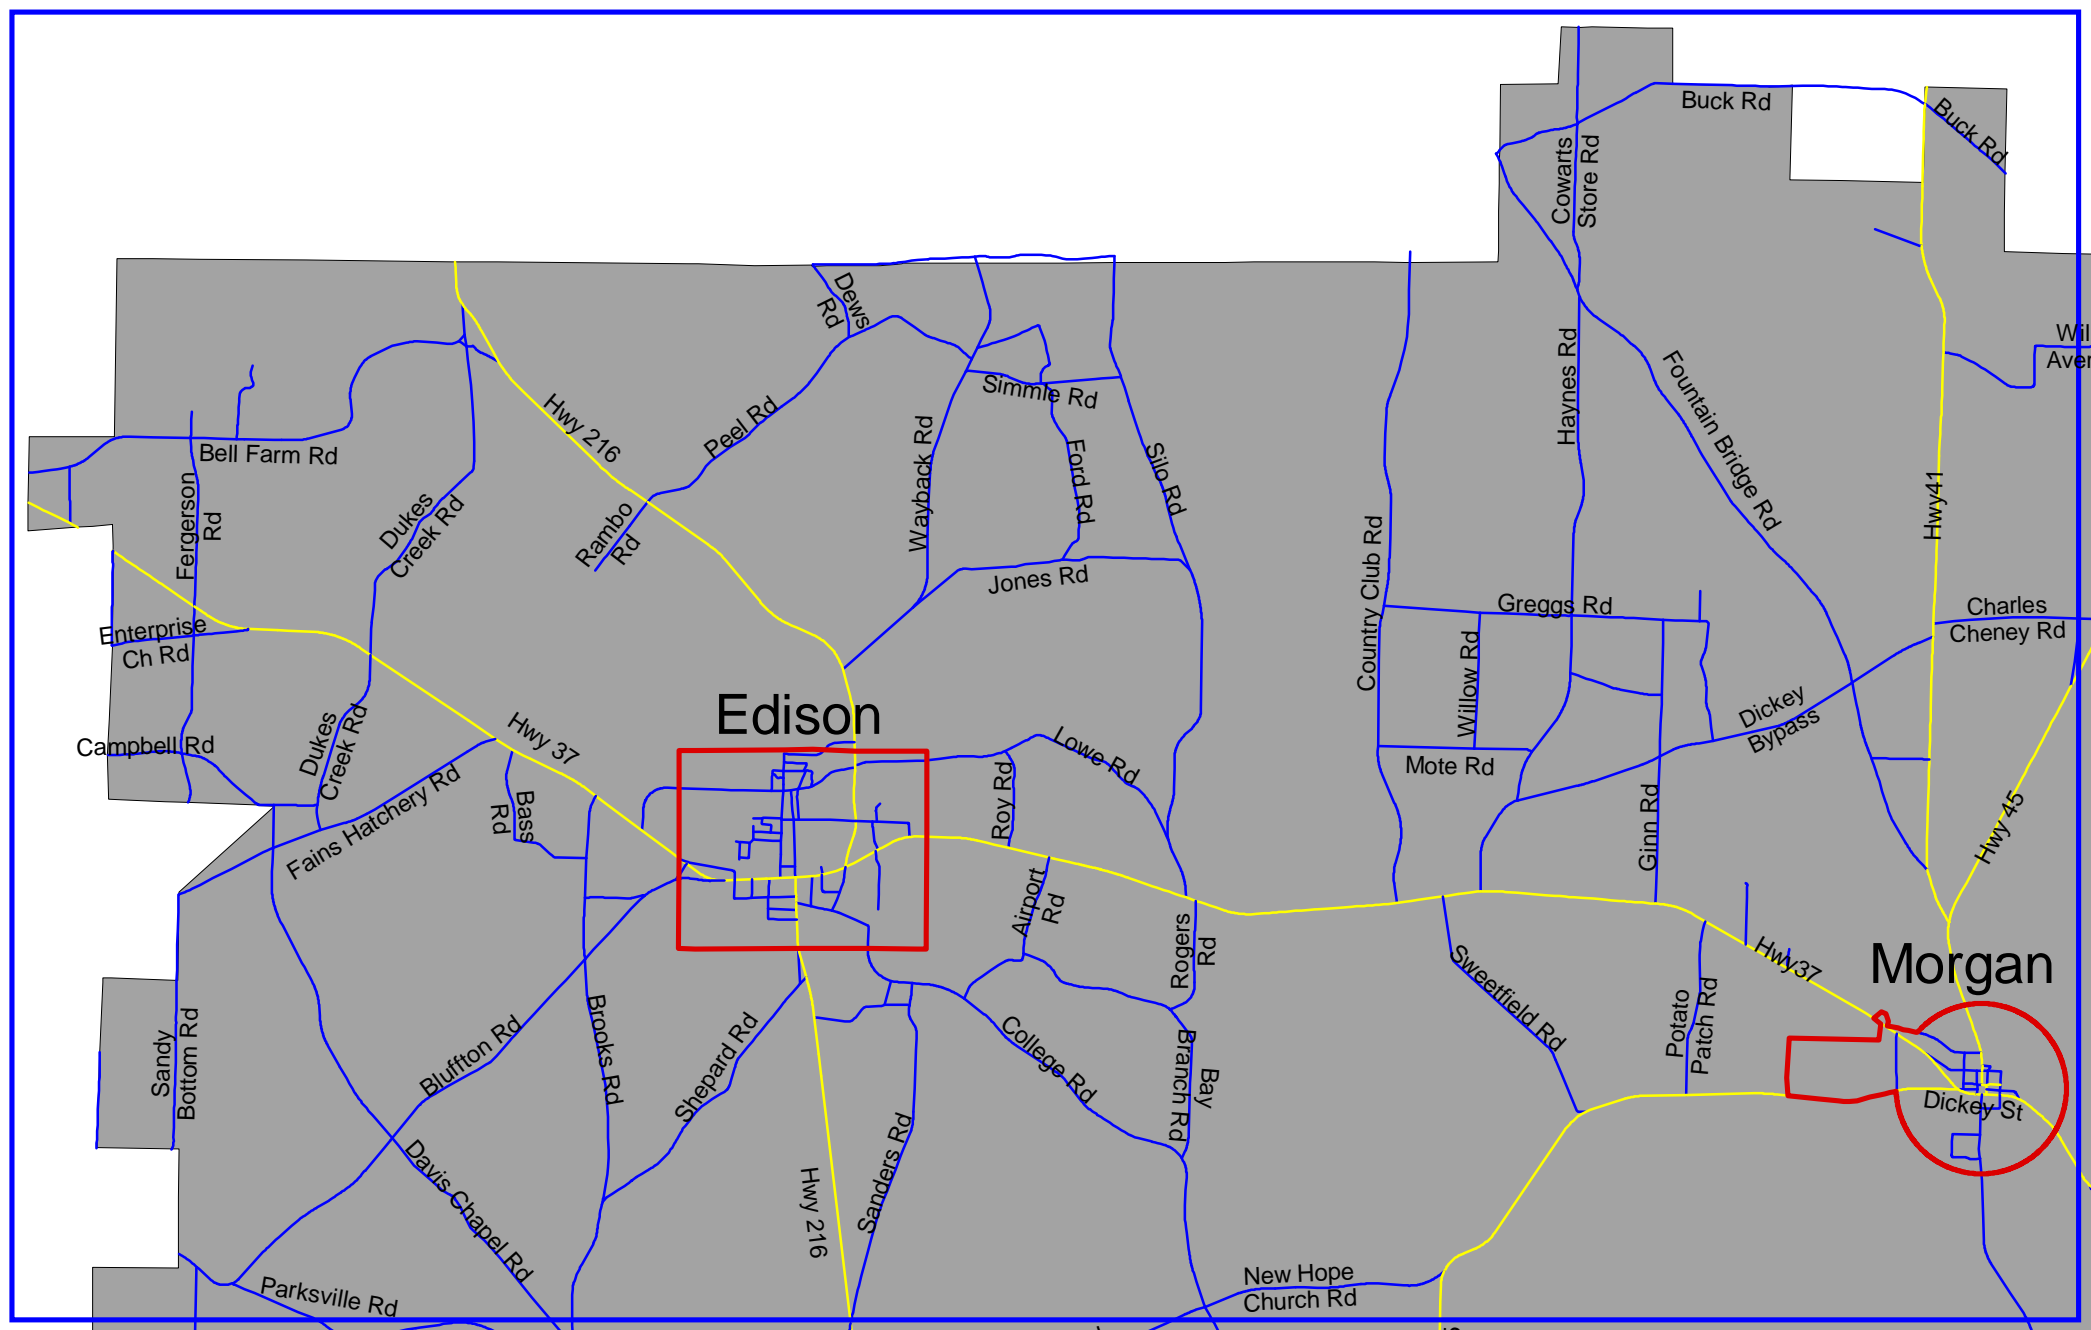 Buck Rd
Buck Rd
Cowarts
Store Rd
Dews
Rd
Haynes Rd
Fountain Bridge Rd
Simmie Rd
Hwy 216
Peel Rd
Wayback Rd
Ford Rd
Silo Rd
Bell Farm Rd
Fergerson
Rd
Dukes
Creek Rd
Rambo
Rd
Hwy41
Country Club Rd
Jones Rd
Greggs Rd
Charles
Cheney Rd
Enterprise
Ch Rd
Willow Rd
Edison
Dickey
Bypass
Campbell Rd
Dukes
Creek Rd
Hwy 37
Lowe Rd
Mote Rd
Fains Hatchery Rd
Bass
Rd
Roy Rd
Ginn Rd
Hwy 45
Airport
Rd
Rogers
Rd
Hwy37
Morgan
Sweetfield Rd
Potato
Patch Rd
Sandy
Bottom Rd
Bluffton Rd
Brooks Rd
Shepard Rd
College Rd
Bay
Branch Rd
Dickey St
Davis Chapel Rd
Hwy 216
Sanders Rd
Parksville Rd
New Hope
Church Rd